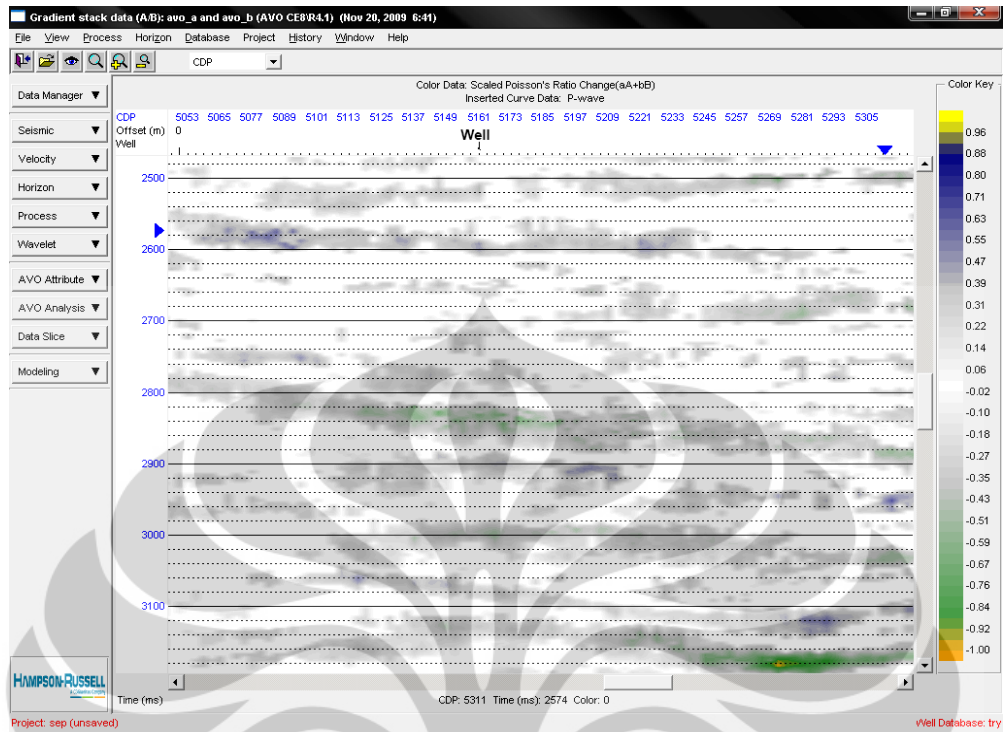 Gradient stack data (A/B): avo_a and avo_b (AVO CE8\R4.1) (Nov 20, 2009 6:41)
File View Process Horizon Database Project History Window Help
CDP
Data Manager
Seismic
Velocity
Horizon
Process
Wavelet
AVO Attribute
AVO Analysis
Data Slice
Modeling
HAMPSON-RUSSELL
Color Data: Scaled Poisson's Ratio Change(aA+bB)
Inserted Curve Data: P-wave
CDP 5053 5065 5077 5089 5101 5113 5125 5137 5149 5161 5173 5185 5197 5209 5221 5233 5245 5257 5269 5281 5293 5305
Offset (m) 0
Well
Well
2500
2600
2700
2800
2900
3000
3100
Time (ms)
CDP: 5311 Time (ms): 2574 Color: 0
Color Key
0.96
0.88
0.80
0.71
0.63
0.55
0.47
0.39
0.31
0.22
0.14
0.06
-0.02
-0.10
-0.18
-0.27
-0.35
-0.43
-0.51
-0.59
-0.67
-0.76
-0.84
-0.92
-1.00
Project: sep (unsaved)
Well Database: try